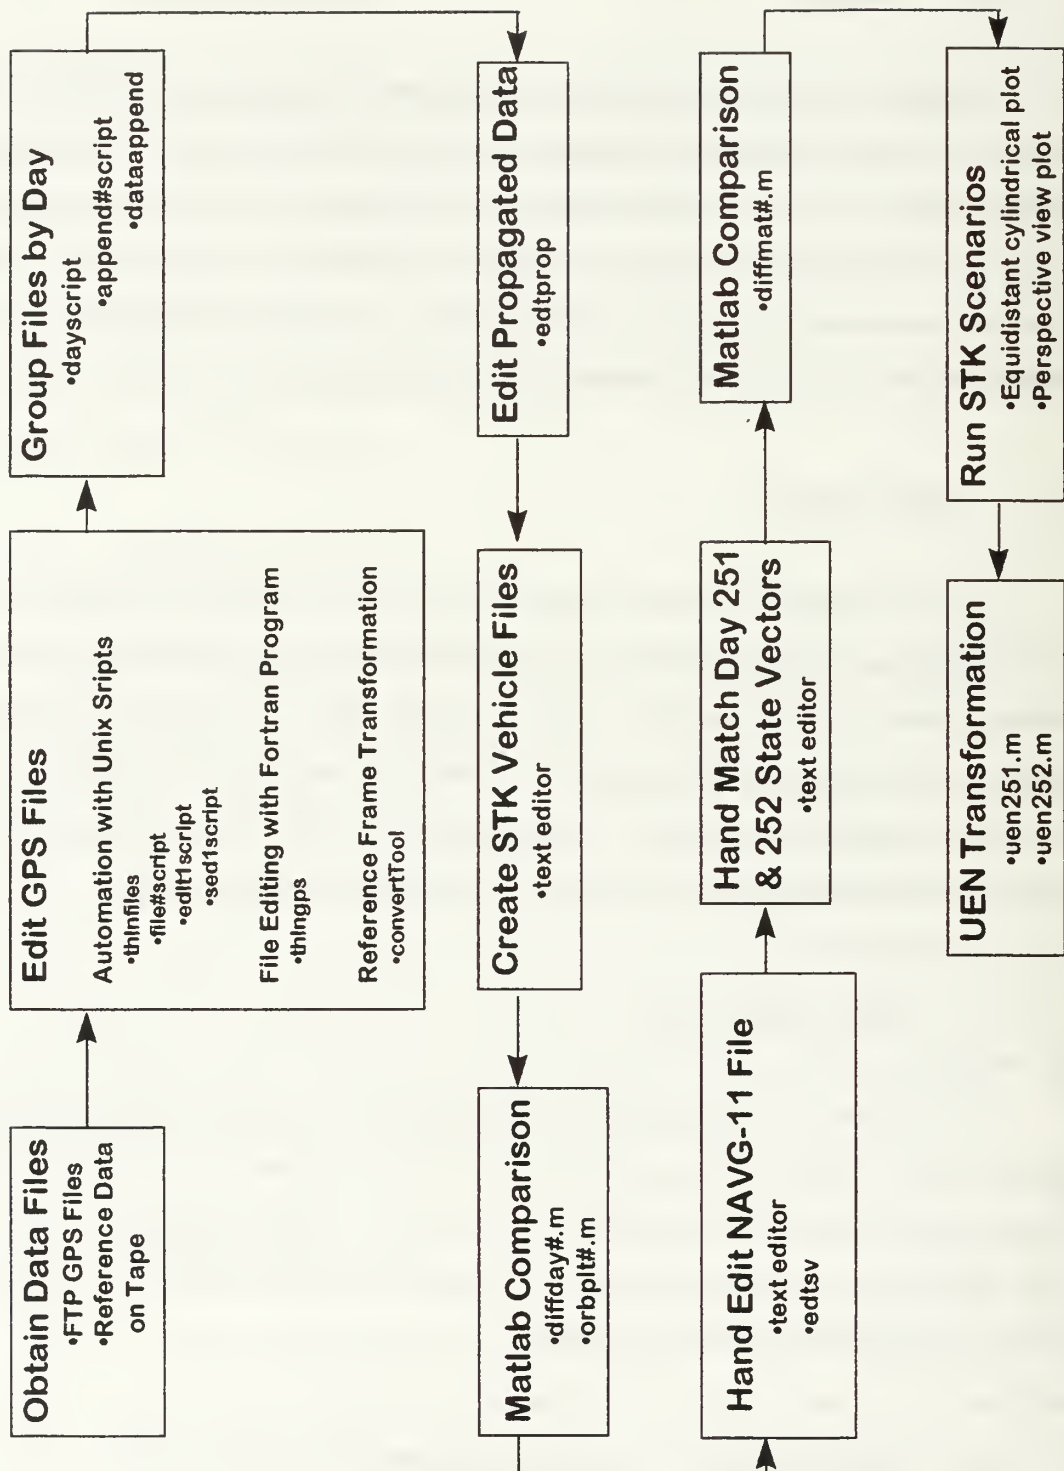 Obtain Data Files
•FTP GPS Files
•Reference Data
on Tape
Edit GPS Files
Automation with Unix Sripts
•thinfiles
•file#script
•edit1script
•sed1script
File Editing with Fortran Program
•thingps
Reference Frame Transformation
•convertTool
Group Files by Day
•dayscript
•append#script
•dataappend
Edit Propagated Data
•edtprop
Create STK Vehicle Files
•text editor
Matlab Comparison
•diffday#.m
•orbplt#.m
Hand Edit NAVG-11 File
•text editor
•edtsv
Hand Match Day 251
& 252 State Vectors
•text editor
Matlab Comparison
•diffmat#.m
Run STK Scenarios
•Equidistant cylindrical plot
•Perspective view plot
UEN Transformation
•uen251.m
•uen252.m